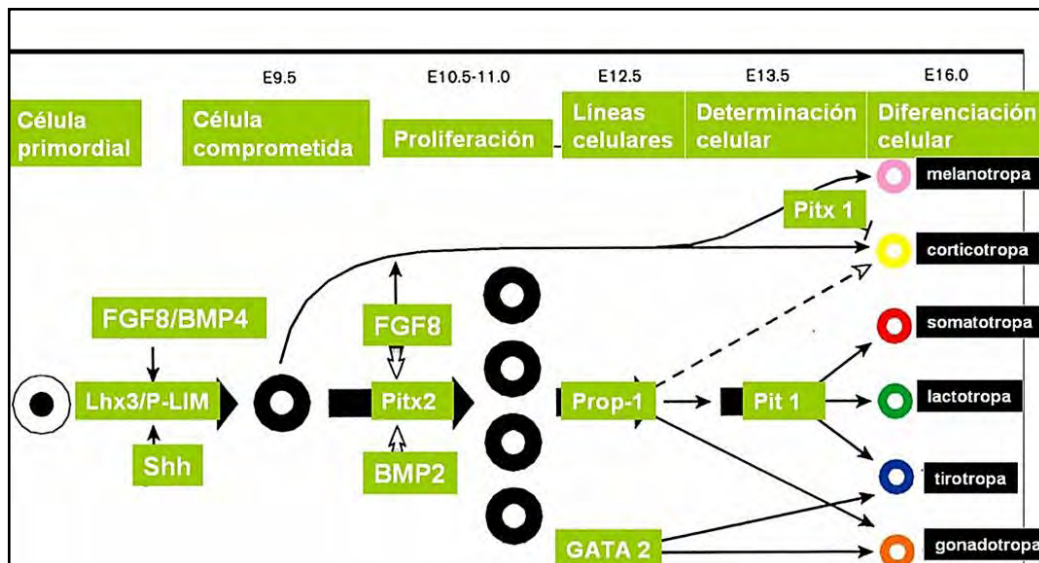 E9.5 E10.5-11.0 E12.5 E13.5 E16.0
Célula primordial
Célula comprometida
Proliferación
Líneas celulares
Determinación celular
Diferenciación celular
melanotropa
Pitx 1
corticotropa
FGF8/BMP4
FGF8
somatotropa
Lhx3/P-LIM
Pitx2
Prop-1
Pit 1
lactotropa
Shh
BMP2
tirotropa
GATA 2
gonadotropa